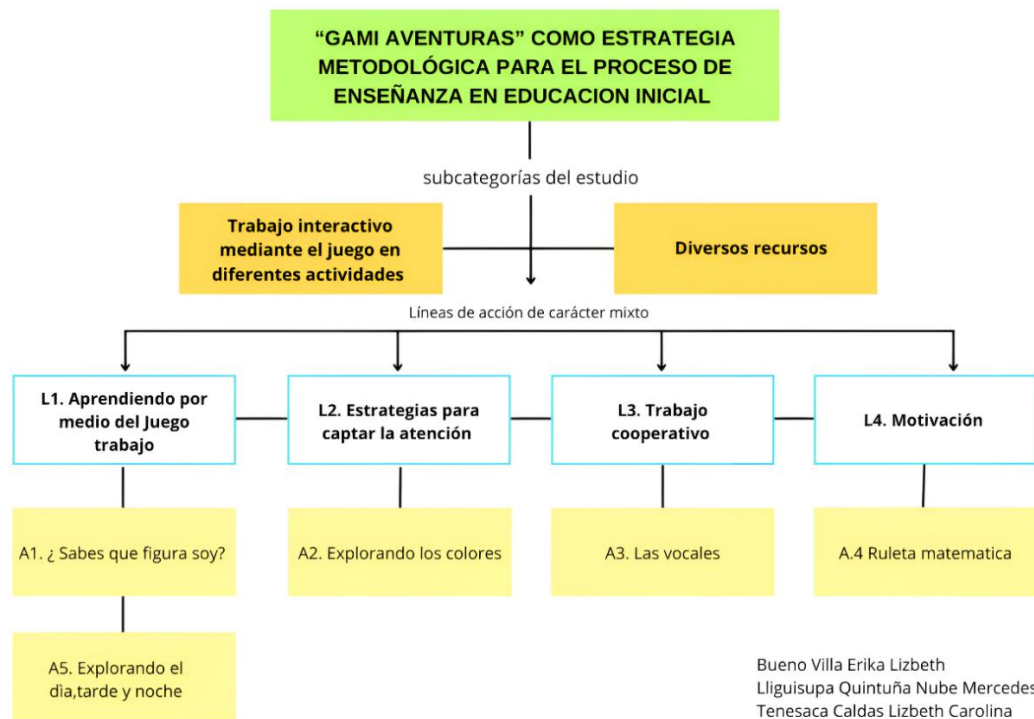 “GAMI AVENTURAS” COMO ESTRATEGIA
METODOLÓGICA PARA EL PROCESO DE
ENSEÑANZA EN EDUCACION INICIAL
subcategorías del estudio
Trabajo interactivo
mediante el juego en
diferentes actividades
Diversos recursos
Líneas de acción de carácter mixto
L1. Aprendiendo por
medio del Juego
trabajo
L2. Estrategias para
captar la atención
L3. Trabajo
cooperativo
L4. Motivación
A1. ¿ Sabes que figura soy?
A2. Explorando los colores
A3. Las vocales
A.4 Ruleta matematica
A5. Explorando el
dìa,tarde y noche
Bueno Villa Erika Lizbeth
Lliguisupa Quintuña Nube Mercedes
Tenesaca Caldas Lizbeth Carolina